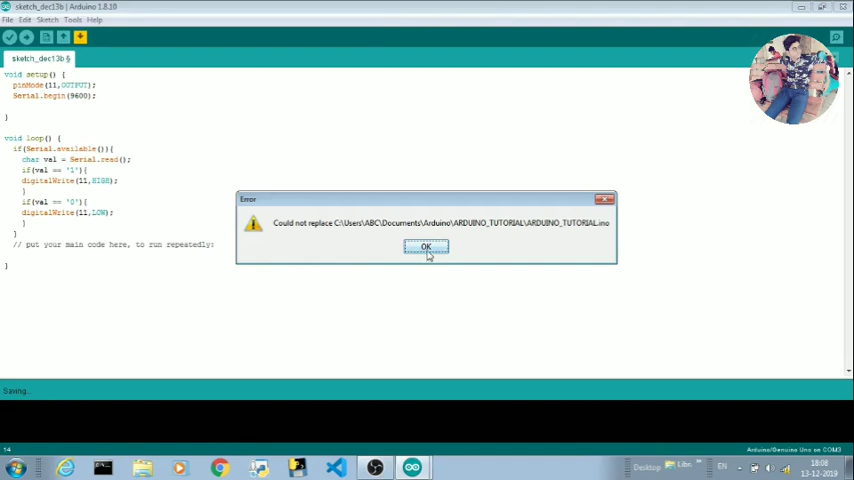 sketch_dec13b | Arduino 1.8.10
File Edit Sketch Tools Help
sketch_dec13b §
void setup() {
pinMode(11,OUTPUT);
Serial.begin(9600);
}
void loop() {
if(Serial.available()){
char val = Serial.read();
if(val == '1'){
digitalWrite(11,HIGH);
}
if(val == '0'){
digitalWrite(11,LOW);
}
}
// put your main code here, to run repeatedly:
}
Error
Could not replace C:\Users\ABC\Documents\Arduino\ARDUINO_TUTORIAL\ARDUINO_TUTORIAL.ino
OK
Saving...
14
Arduino/Genuino Uno on COM3
Desktop
Libr
»
EN
18:08
13-12-2019